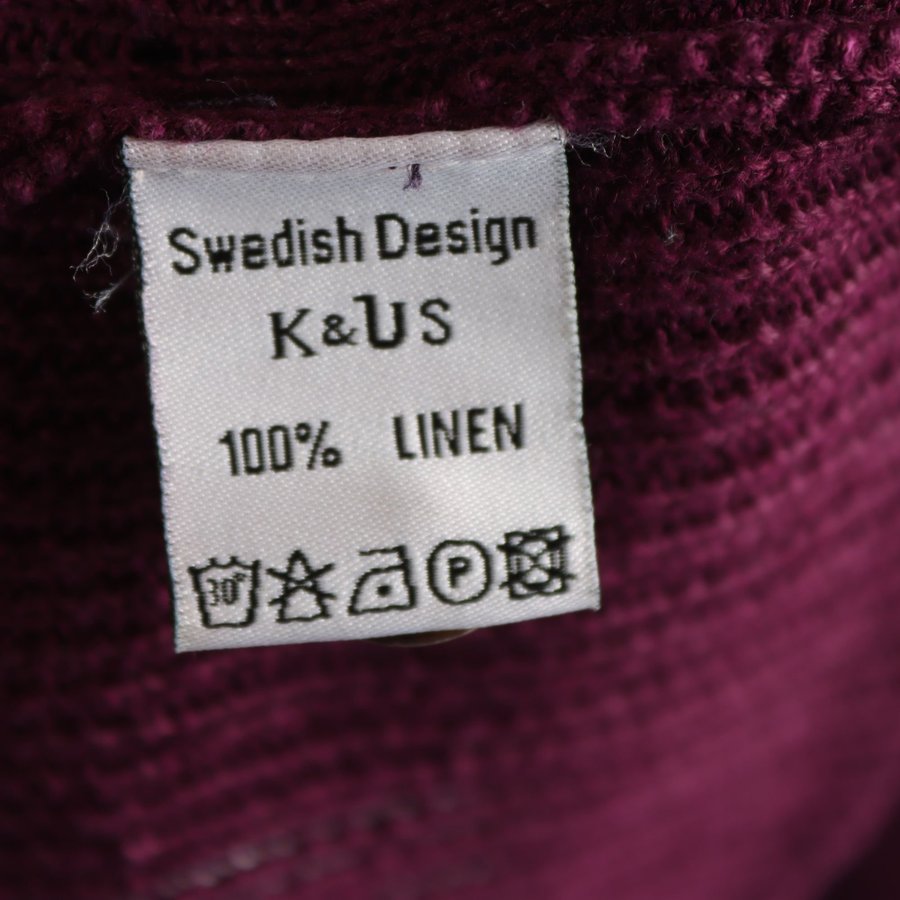 Swedish Design
K&US
100% LINEN
30° P